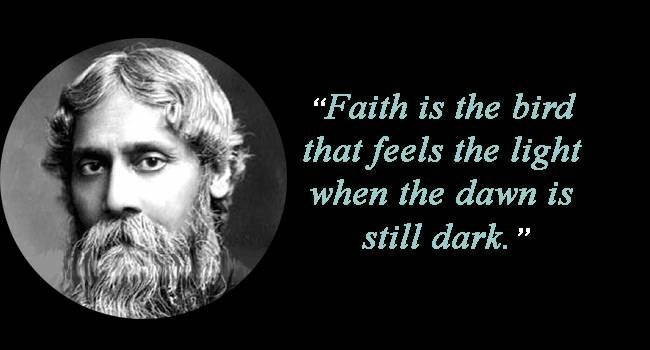 “Faith is the bird
that feels the light
when the dawn is
still dark.”